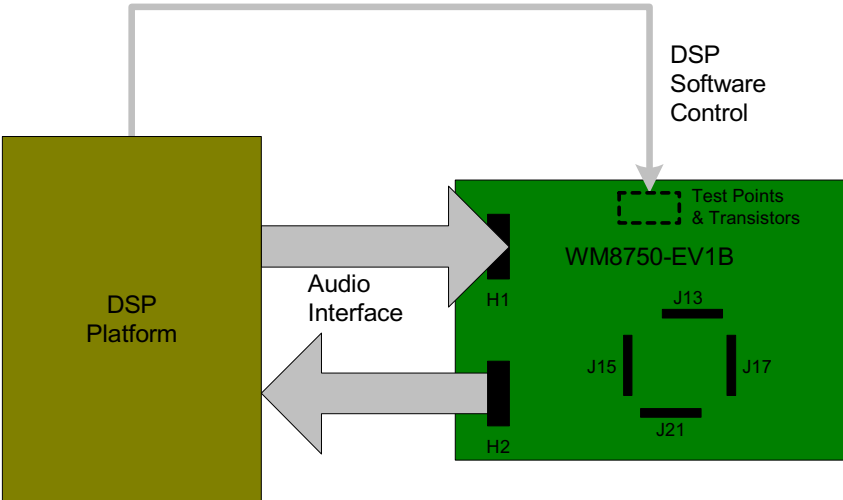 DSP
Software
Control
Test Points
& Transistors
WM8750-EV1B
DSP
Platform
Audio
Interface
H1
H2
J13
J15
J17
J21